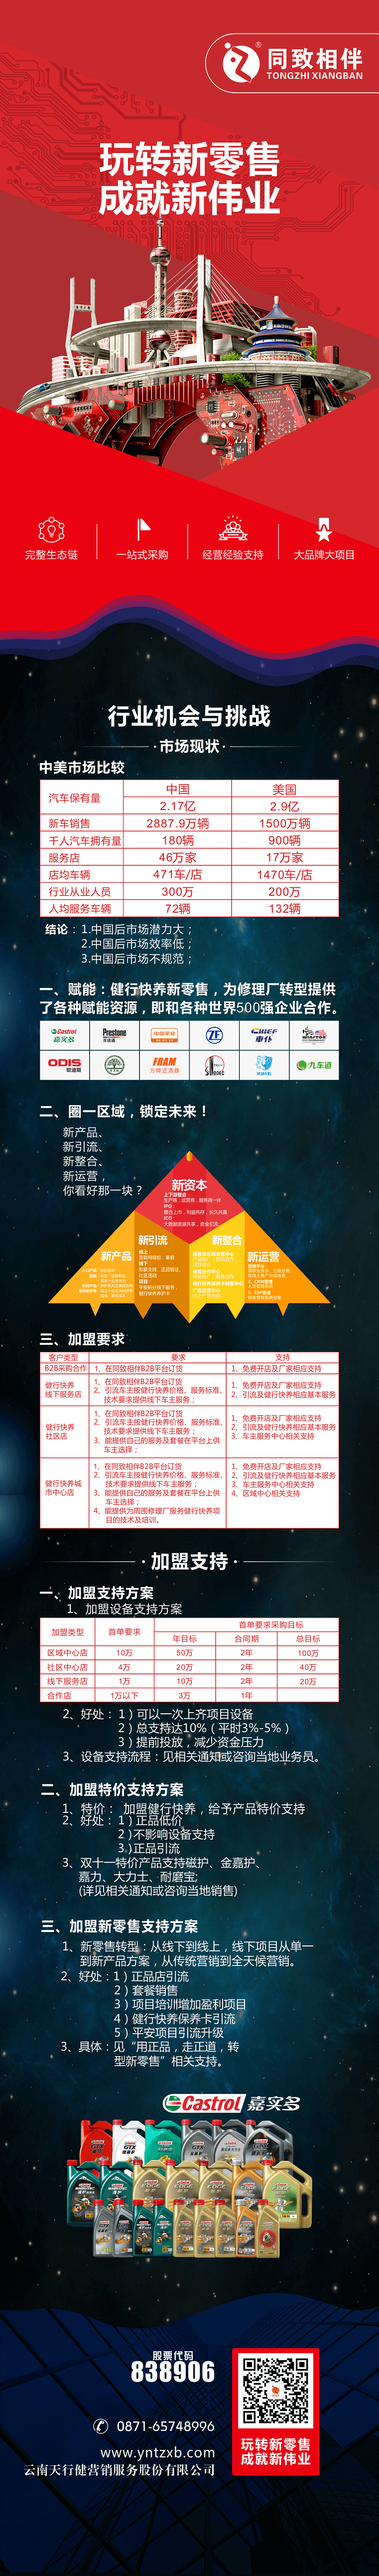 同致相伴
TONGZHI XIANGBAN
玩转新零售
成就新伟业
完整生态链
一站式采购
经营经验支持
大品牌大项目
行业机会与挑战
·市场现状·
中美市场比较
汽车保有量 中国 美国
2.17亿 2.9亿
新车销售 2887.9万辆 1500万辆
千人汽车拥有量 180辆 900辆
服务店 46万家 17万家
店均车辆 471车/店 1470车/店
行业从业人员 300万 200万
人均服务车辆 72辆 132辆
结论：1.中国后市场潜力大；
2.中国后市场效率低；
3.中国后市场不规范；
一、赋能：健行快养新零售，为修理厂转型提供
了各种赋能资源，即和各种世界500强企业合作。
Castrol 嘉实多
Prestone
中国平安
ZF
CHIEF 车仆
ODIS 欧迪斯
FRAM 方牌滤清器
九车道
二、圈一区域，锁定未来！
新产品、
新引流、
新整合、
新运营，
你看好那一块？
新资本
上下游整合
IPO
ICO
新引流
新整合
新产品
新运营
三、加盟要求
客户类型 要求 支持
B2B采购合作 1、在同致相伴B2B平台订货 1、免费开店及厂家相应支持
健行快养
线下服务店
1、在同致相伴B2B平台订货
2、引流车主按健行快养价格、服务标准、
技术要求提供线下车主服务；
1、免费开店及厂家相应支持
2、引流及健行快养相应基本服务
健行快养
社区店
1、在同致相伴B2B平台订货
2、引流车主按健行快养价格、服务标准、
技术要求提供线下车主服务；
3、能提供自己的服务及套餐在平台上供
车主选择；
1、免费开店及厂家相应支持
2、引流及健行快养相应基本服务
3、车主服务中心相关支持
健行快养城
市中心店
1、在同致相伴B2B平台订货
2、引流车主按健行快养价格、服务标准、
技术要求提供线下车主服务；
3、能提供自己的服务及套餐在平台上供
车主选择；
4、能提供为周围修理厂服务健行快养项
目的技术及培训。
1、免费开店及厂家相应支持
2、引流及健行快养相应基本服务
3、车主服务中心相关支持
4、区域中心相关支持
·加盟支持·
一、加盟支持方案
1、加盟设备支持方案
加盟类型 首单要求 首单要求采购目标
年目标 合同期 总目标
区域中心店 10万 50万 2年 100万
社区中心店 4万 20万 2年 40万
线下服务店 1万 10万 2年 20万
合作店 1万以下 3万 1年
2、好处：1）可以一次上齐项目设备
2）总支持达10%（平时3%-5%）
3）提前投放，减少资金压力
3、设备支持流程：见相关通知或咨询当地业务员。
二、加盟特价支持方案
1、特价： 加盟健行快养，给予产品特价支持
2、好处：1)正品低价
2)不影响设备支持
3)正品引流
3、双十一特价产品支持磁护、金嘉护、
嘉力、大力士、耐磨宝;
(详见相关通知或咨询当地销售)
三、加盟新零售支持方案
1、新零售转型：从线下到线上，线下项目从单一
到新产品方案，从传统营销到全天候营销。
2、好处:1）正品店引流
2）套餐销售
3）项目培训增加盈利项目
4）健行快养保养卡引流
5）平安项目引流升级
3、具体：见“用正品，走正道，转
型新零售”相关支持。
Castrol 嘉实多
股票代码
838906
0871-65748996
www.yntzxb.com
云南天行健营销服务股份有限公司
玩转新零售
成就新伟业